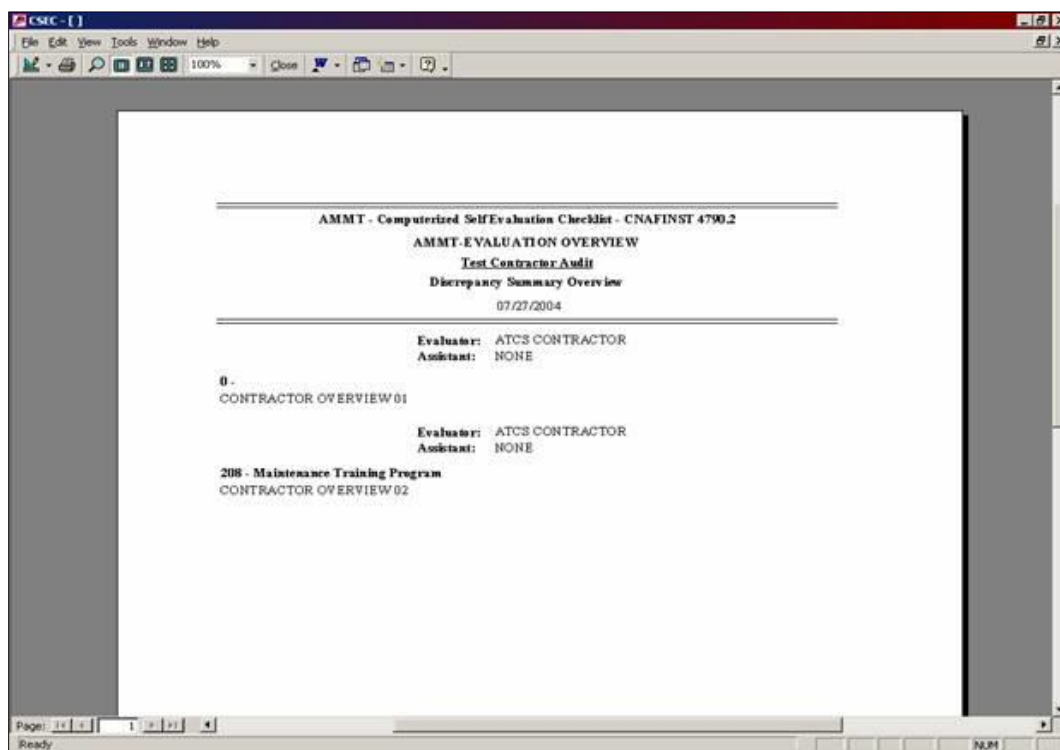 CSEC - [ ]
File Edit View Tools Window Help
100% Close
AMMT - Computerized Self Evaluation Checklist - CNAFINST 4790.2
AMMT-EVALUATION OVERVIEW
Test Contractor Audit
Discrepancy Summary Overview
07/27/2004
Evaluator: ATCS CONTRACTOR
Assistant: NONE
0 -
CONTRACTOR OVERVIEW 01
Evaluator: ATCS CONTRACTOR
Assistant: NONE
208 - Maintenance Training Program
CONTRACTOR OVERVIEW 02
Page: 1
Ready NUM